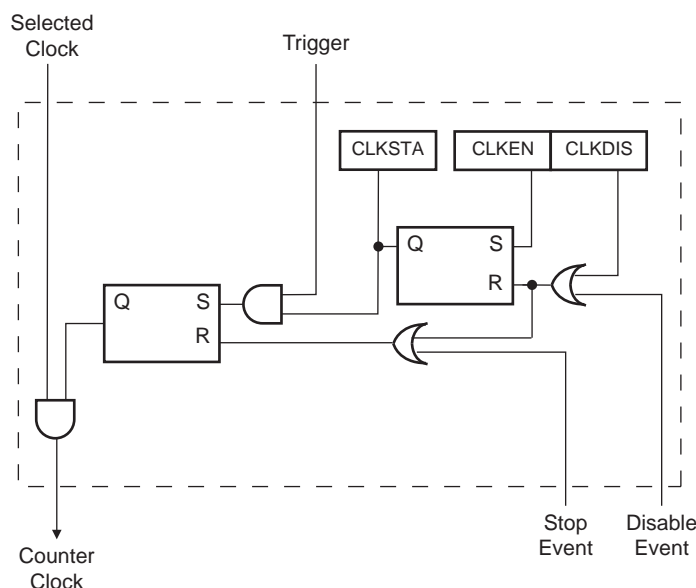 Selected
Clock
Trigger
CLKSTA
CLKEN
CLKDIS
Q
S
R
Q
S
R
Stop
Event
Disable
Event
Counter
Clock